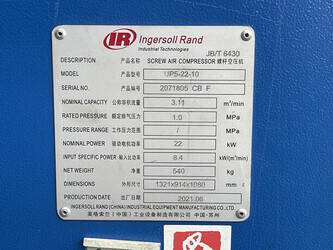 IR Ingersoll Rand
Industrial Technologies
JB/T 6430
DESCRIPTION 产品名称 SCREW AIR COMPRESSOR 螺杆空压机
MODEL 产品型号 UP5-22-10
SERIAL NO. 出厂编号 2071805 CB F
NOMINAL CAPACITY 公称容积流量 3.11 m³/min
RATED PRESSURE 额定压力 1.0 MPa
PRESSURE RANGE 工作压力范围 / MPa
NOMINAL POWER 驱动电机功率 22 kW
INPUT SPECIFIC POWER 输入比功率 8.4 kW/(m³/min)
NET WEIGHT 净重 540 kg
DIMENSIONS 外形尺寸 1321x914x1080 mm
PRODUCTION DATE 出厂日期 2021.06
INGERSOLL RAND (CHINA) INDUSTRIAL EQUIPMENT MANUFACTURING CO.,LTD.
英格索兰（中国）工业设备制造有限公司 中国·苏州